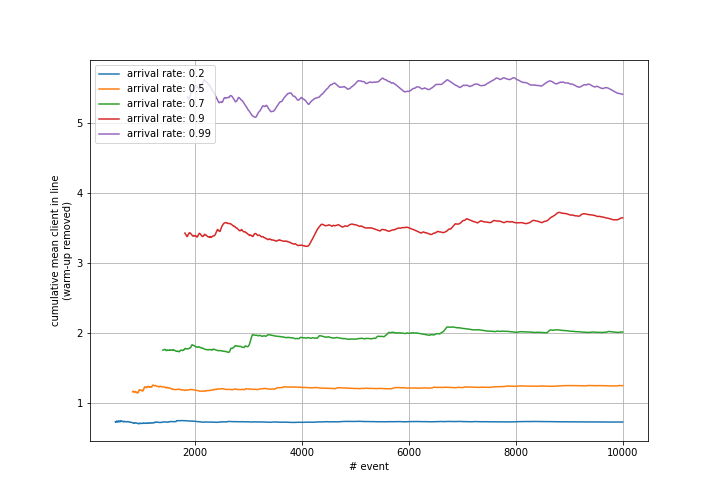 arrival rate: 0.2
arrival rate: 0.5
arrival rate: 0.7
arrival rate: 0.9
arrival rate: 0.99
5
4
3
2
1
cumulative mean client in line
(warm-up removed)
2000 4000 6000 8000 10000
# event